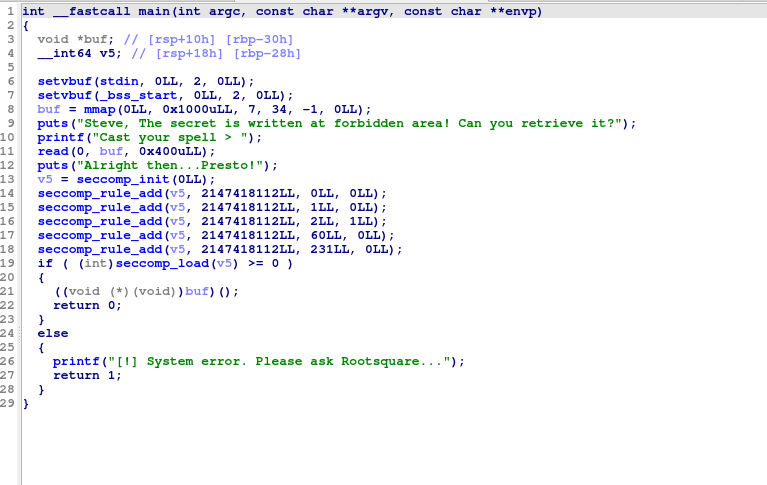 1 int __fastcall main(int argc, const char **argv, const char **envp)
2 {
3 void *buf; // [rsp+10h] [rbp-30h]
4 __int64 v5; // [rsp+18h] [rbp-28h]
5
6 setvbuf(stdin, 0LL, 2, 0LL);
7 setvbuf(_bss_start, 0LL, 2, 0LL);
8 buf = mmap(0LL, 0x1000uLL, 7, 34, -1, 0LL);
9 puts("Steve, The secret is written at forbidden area! Can you retrieve it?");
10 printf("Cast your spell > ");
11 read(0, buf, 0x400uLL);
12 puts("Alright then...Presto!");
13 v5 = seccomp_init(0LL);
14 seccomp_rule_add(v5, 2147418112LL, 0LL, 0LL);
15 seccomp_rule_add(v5, 2147418112LL, 1LL, 0LL);
16 seccomp_rule_add(v5, 2147418112LL, 2LL, 1LL);
17 seccomp_rule_add(v5, 2147418112LL, 60LL, 0LL);
18 seccomp_rule_add(v5, 2147418112LL, 231LL, 0LL);
19 if ( (int)seccomp_load(v5) >= 0 )
20 {
21 ((void (*)(void))buf)();
22 return 0;
23 }
24 else
25 {
26 printf("[!] System error. Please ask Rootsquare...");
27 return 1;
28 }
29 }